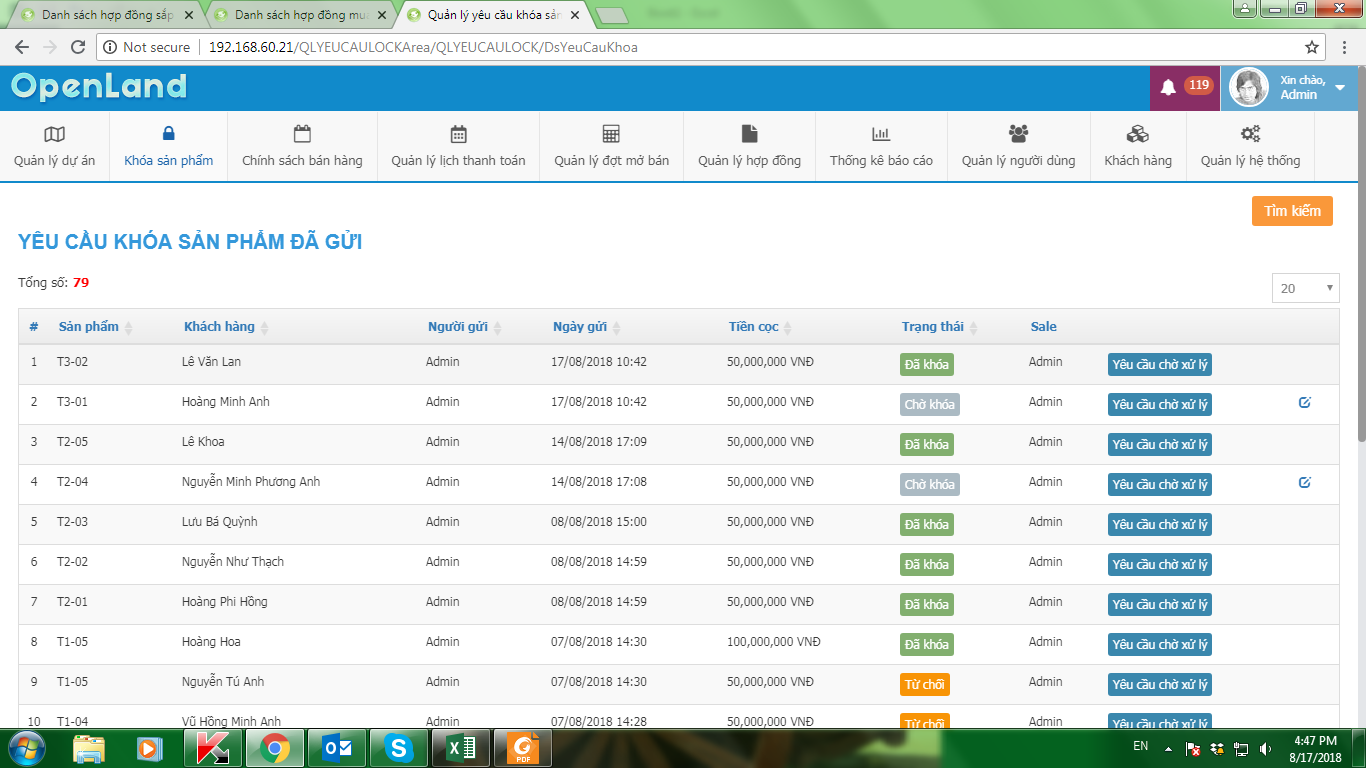 Danh sách hợp đồng sắp
Danh sách hợp đồng mua
Quản lý yêu cầu khóa sản
Not secure 192.168.60.21/QLYEUCAULOCKArea/QLYEUCAULOCK/DsYeuCauKhoa
OpenLand
119
Xin chào,
Admin
Quản lý dự án
Khóa sản phẩm
Chính sách bán hàng
Quản lý lịch thanh toán
Quản lý đợt mở bán
Quản lý hợp đồng
Thống kê báo cáo
Quản lý người dùng
Khách hàng
Quản lý hệ thống
Tìm kiếm
YÊU CẦU KHÓA SẢN PHẨM ĐÃ GỬI
Tổng số: 79
20
# Sản phẩm Khách hàng Người gửi Ngày gửi Tiền cọc Trạng thái Sale
1 T3-02 Lê Văn Lan Admin 17/08/2018 10:42 50,000,000 VNĐ Đã khóa Admin Yêu cầu chờ xử lý
2 T3-01 Hoàng Minh Anh Admin 17/08/2018 10:42 50,000,000 VNĐ Chờ khóa Admin Yêu cầu chờ xử lý
3 T2-05 Lê Khoa Admin 14/08/2018 17:09 50,000,000 VNĐ Đã khóa Admin Yêu cầu chờ xử lý
4 T2-04 Nguyễn Minh Phương Anh Admin 14/08/2018 17:08 50,000,000 VNĐ Chờ khóa Admin Yêu cầu chờ xử lý
5 T2-03 Lưu Bá Quỳnh Admin 08/08/2018 15:00 50,000,000 VNĐ Đã khóa Admin Yêu cầu chờ xử lý
6 T2-02 Nguyễn Như Thạch Admin 08/08/2018 14:59 50,000,000 VNĐ Đã khóa Admin Yêu cầu chờ xử lý
7 T2-01 Hoàng Phi Hồng Admin 08/08/2018 14:59 50,000,000 VNĐ Đã khóa Admin Yêu cầu chờ xử lý
8 T1-05 Hoàng Hoa Admin 07/08/2018 14:30 100,000,000 VNĐ Đã khóa Admin Yêu cầu chờ xử lý
9 T1-05 Nguyễn Tú Anh Admin 07/08/2018 14:30 50,000,000 VNĐ Từ chối Admin Yêu cầu chờ xử lý
10 T1-04 Vũ Hồng Minh Anh Admin 07/08/2018 14:28 50,000,000 VNĐ Từ chối Admin Yêu cầu chờ xử lý
PDF
EN
4:47 PM
8/17/2018